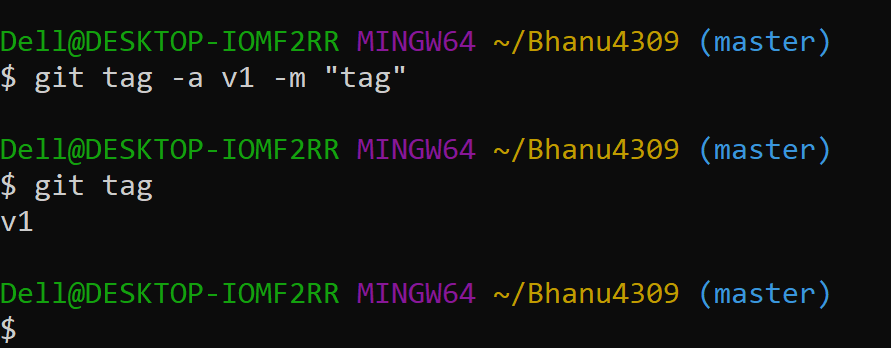 Dell@DESKTOP-IOMF2RR MINGW64 ~/Bhanu4309 (master)
$ git tag -a v1 -m "tag"
Dell@DESKTOP-IOMF2RR MINGW64 ~/Bhanu4309 (master)
$ git tag
v1
Dell@DESKTOP-IOMF2RR MINGW64 ~/Bhanu4309 (master)
$